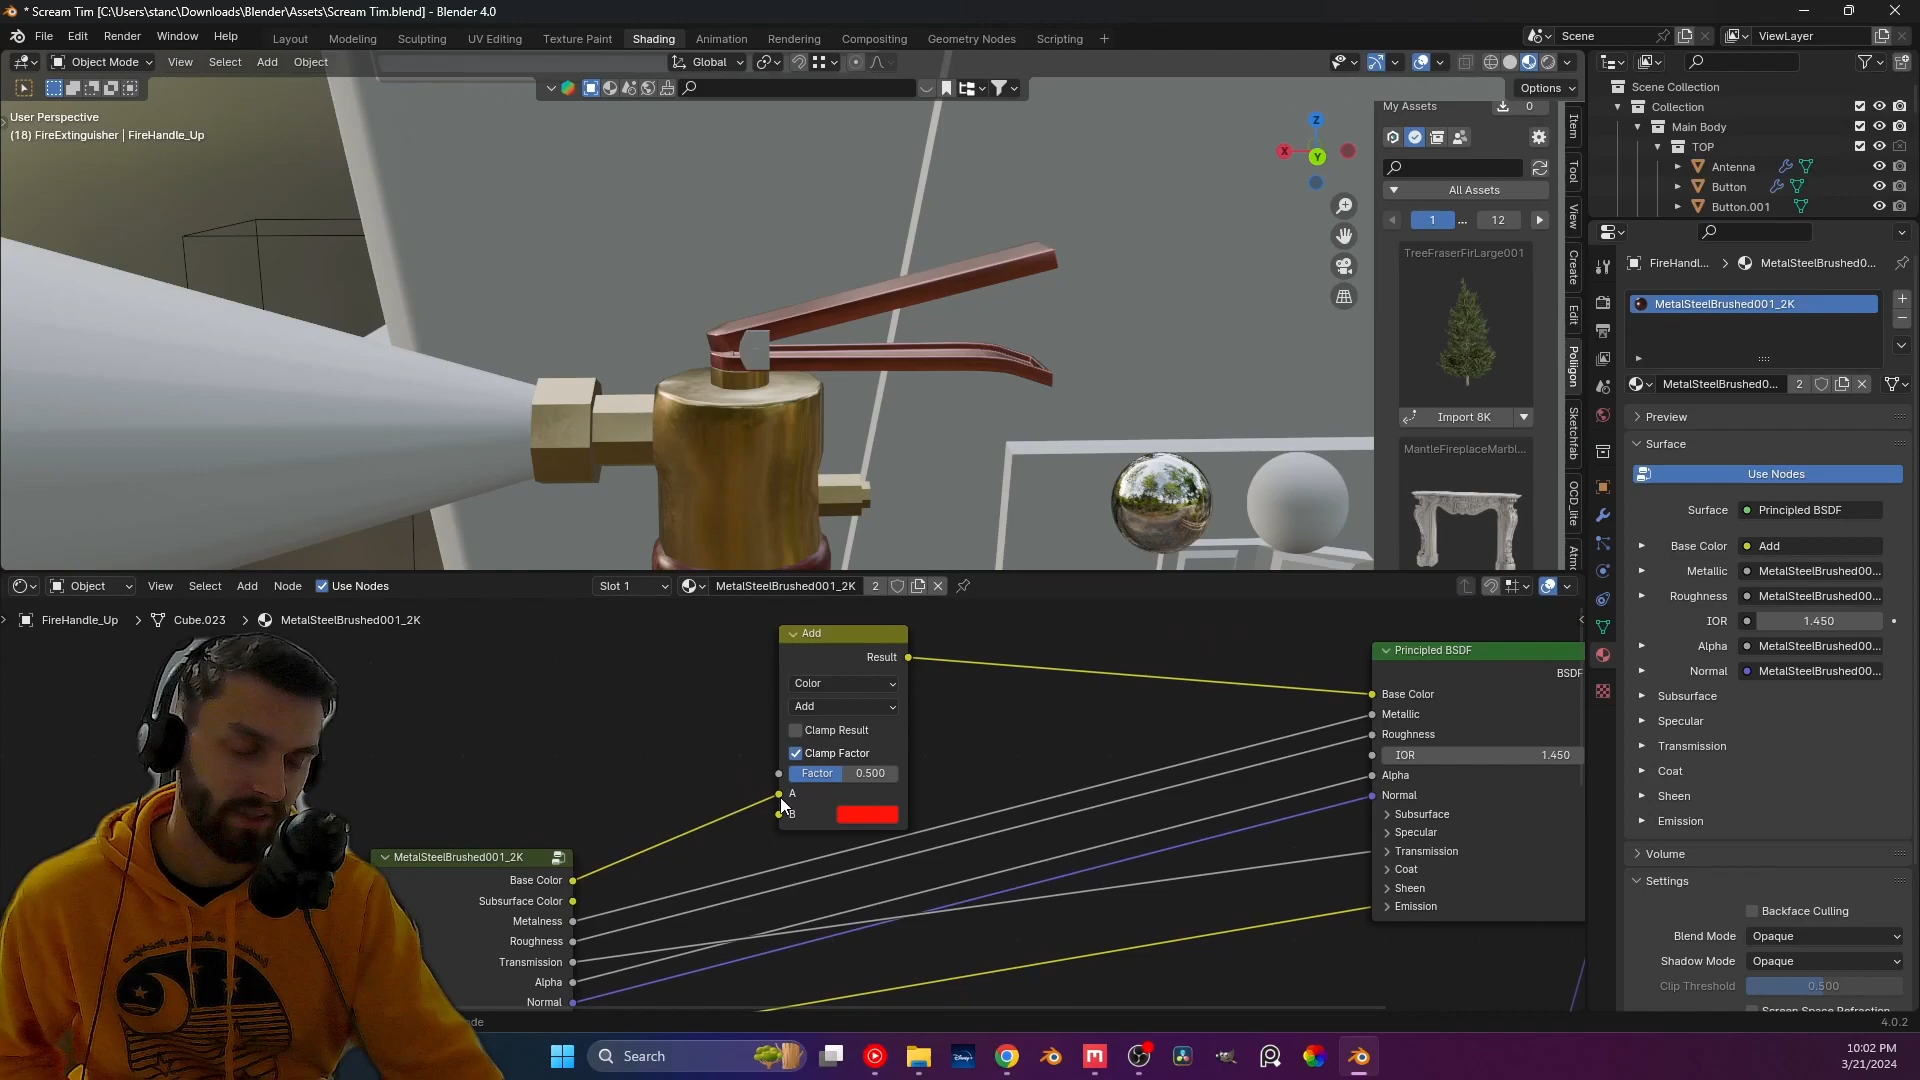 * Scream Tim [C:\Users\stanc\Downloads\Blender\Assets\Scream Tim.blend] - Blender 4.0
File Edit Render Window Help Layout Modeling Sculpting UV Editing Texture Paint Shading Animation Rendering Compositing Geometry Nodes Scripting + Scene ViewLayer
Object Mode View Select Add Object Global
Options
User Perspective
(18) FireExtinguisher | FireHandle_Up
Z
X
Y
My Assets 0
All Assets
1 ... 12
TreeFraserFirLarge001
Import 8K
MantleFireplaceMarbl...
Item
Tool
View
Create
Edit
Poliigon
Sketchfab
OCD_lite
Scene Collection
Collection
Main Body
TOP
Antenna
Button
Button.001
FireHandl... > MetalSteelBrushed0...
MetalSteelBrushed001_2K
MetalSteelBrushed0... 2
Preview
Surface
Use Nodes
Surface Principled BSDF
Base Color Add
Metallic MetalSteelBrushed00...
Roughness MetalSteelBrushed00...
IOR 1.450
Alpha MetalSteelBrushed00...
Normal MetalSteelBrushed00...
Subsurface
Specular
Transmission
Coat
Sheen
Emission
Volume
Settings
Backface Culling
Blend Mode Opaque
Shadow Mode Opaque
Clip Threshold 0.500
Object View Select Add Node Use Nodes Slot 1 MetalSteelBrushed001_2K 2
FireHandle_Up > Cube.023 > MetalSteelBrushed001_2K
Add
Result
Color
Add
Clamp Result
Clamp Factor
Factor 0.500
A
B
MetalSteelBrushed001_2K
Base Color
Subsurface Color
Metalness
Roughness
Transmission
Alpha
Normal
Principled BSDF
BSDF
Base Color
Metallic
Roughness
IOR 1.450
Alpha
Normal
Subsurface
Specular
Transmission
Coat
Sheen
Emission
4.0.2
Search
10:02 PM
3/21/2024